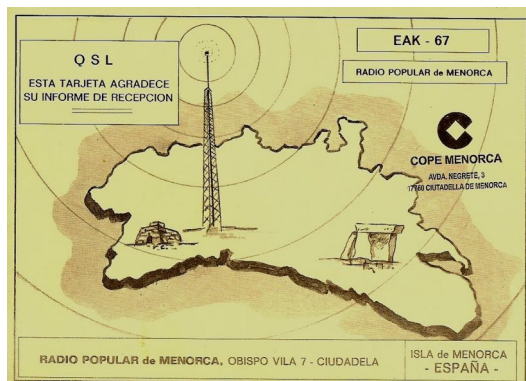 QSL
ESTA TARJETA AGRADECE
SU INFORME DE RECEPCION
EAK - 67
RADIO POPULAR de MENORCA
COPE MENORCA
AVDA. NEGRETE, 3
CIUTADELLA DE MENORCA
RADIO POPULAR de MENORCA, OBISPO VILA 7 - CIUDADELA
ISLA de MENORCA
- ESPAÑA -